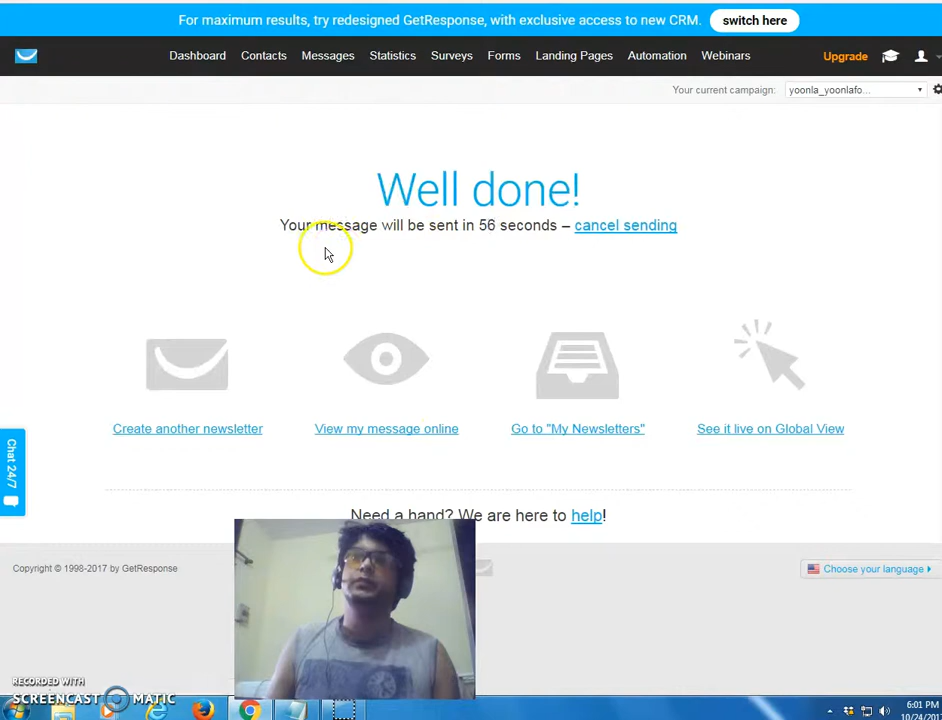 For maximum results, try redesigned GetResponse, with exclusive access to new CRM. switch here
Dashboard Contacts Messages Statistics Surveys Forms Landing Pages Automation Webinars Upgrade
Your current campaign: yoonla_yoonlafo...
Well done!
Your message will be sent in 56 seconds – cancel sending
Create another newsletter View my message online Go to "My Newsletters" See it live on Global View
Chat 24/7
Need a hand? We are here to help!
Copyright © 1998-2017 by GetResponse Choose your language
RECORDED WITH
SCREENCAST MATIC
6:01 PM
10/24/20